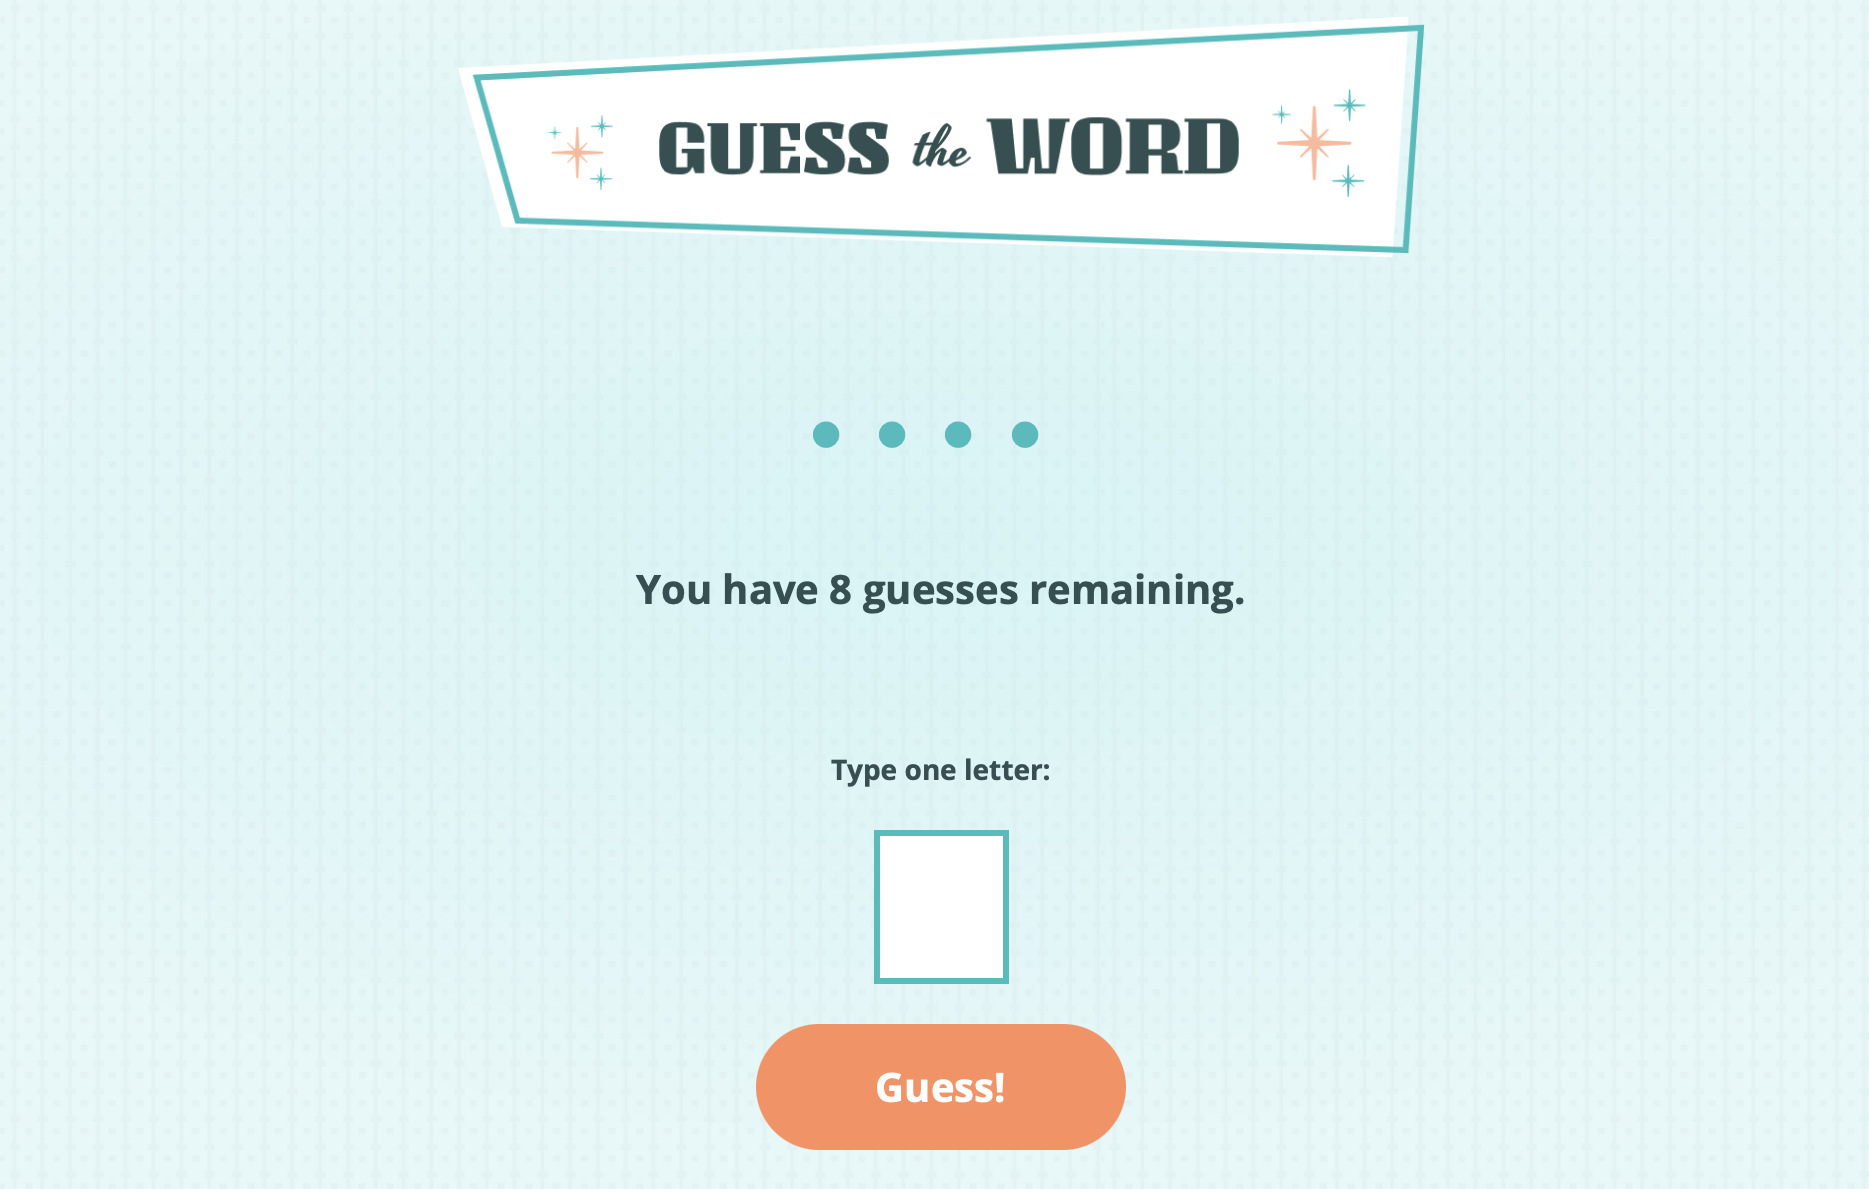 GUESS the WORD
● ● ● ●
You have 8 guesses remaining.
Type one letter:
Guess!